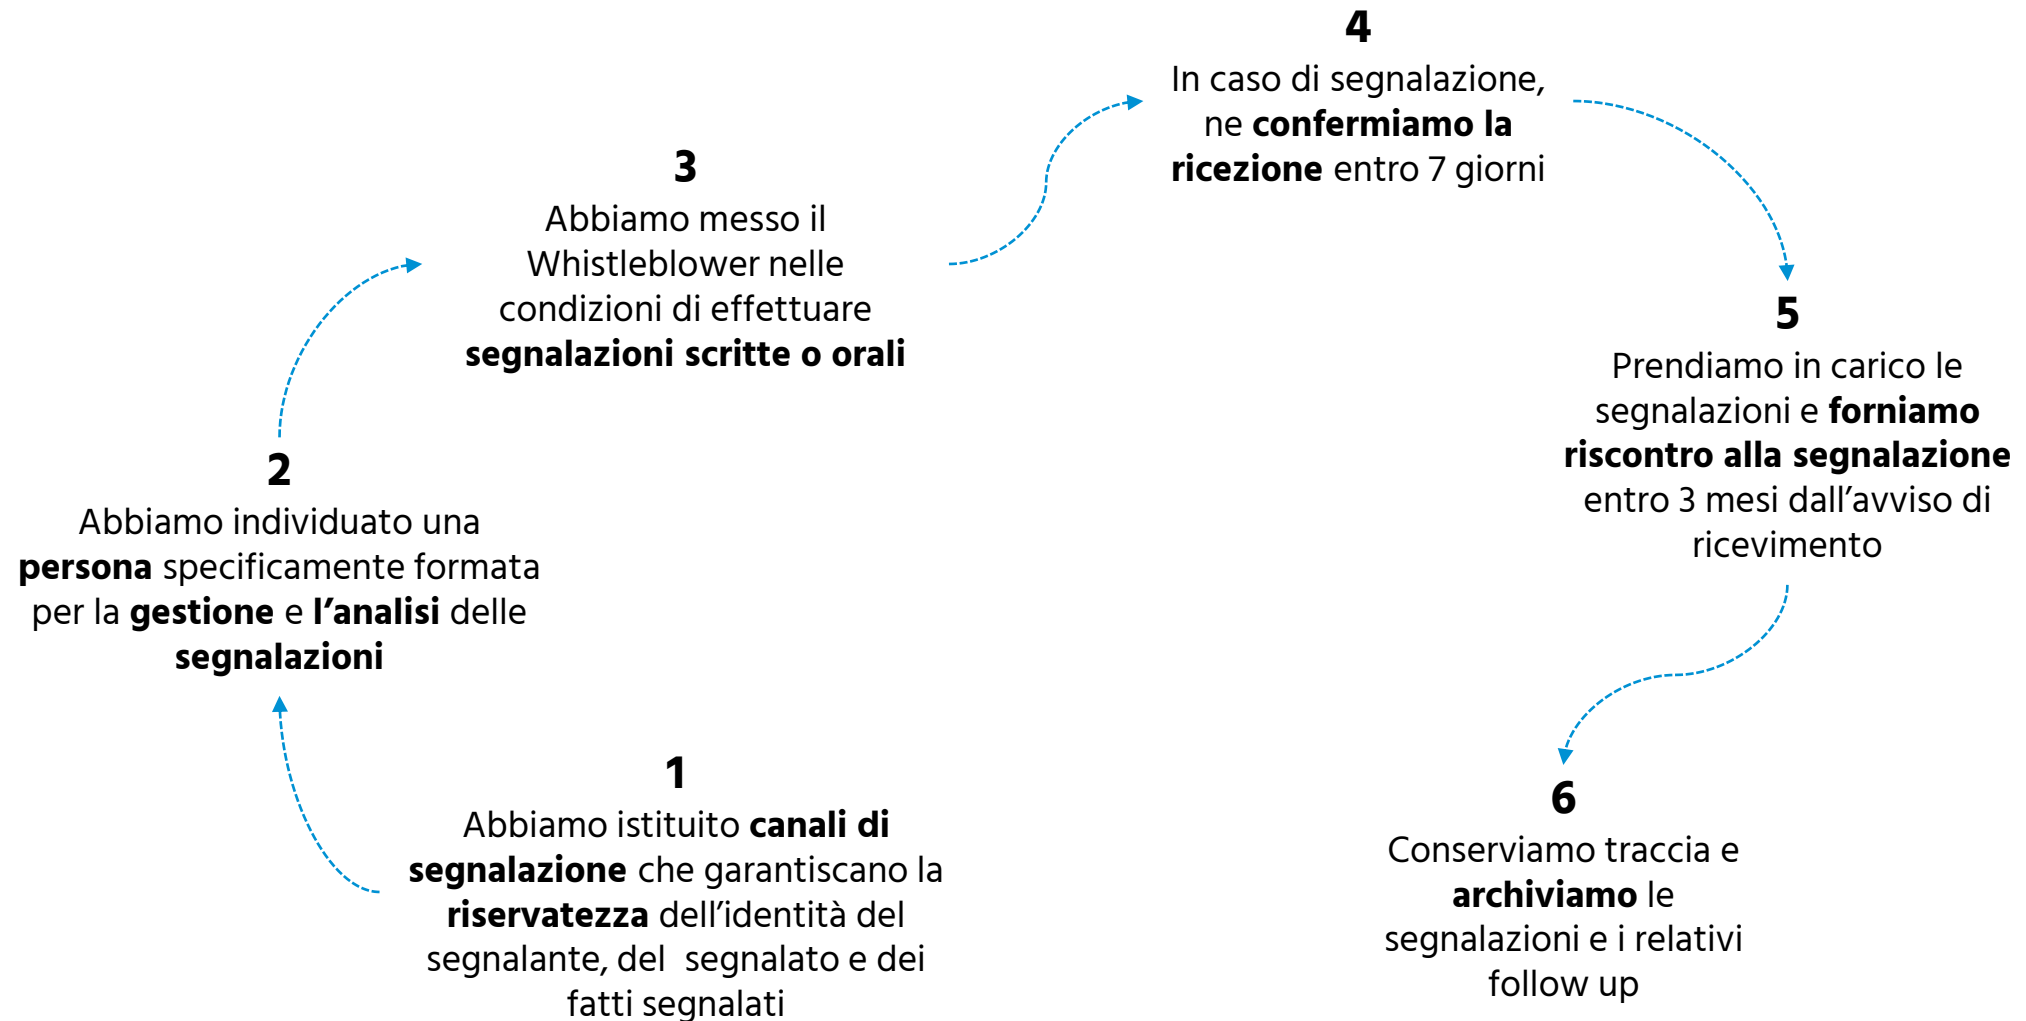 1
Abbiamo istituito canali di
segnalazione che garantiscano la
riservatezza dell’identità del
segnalante, del  segnalato e dei
fatti segnalati
2
Abbiamo individuato una
persona specificamente formata
per la gestione e l’analisi delle
segnalazioni
3
Abbiamo messo il
Whistleblower nelle
condizioni di effettuare
segnalazioni scritte o orali
4
In caso di segnalazione,
ne confermiamo la
ricezione entro 7 giorni
5
Prendiamo in carico le
segnalazioni e forniamo
riscontro alla segnalazione
entro 3 mesi dall’avviso di
ricevimento
6
Conserviamo traccia e
archiviamo le
segnalazioni e i relativi
follow up